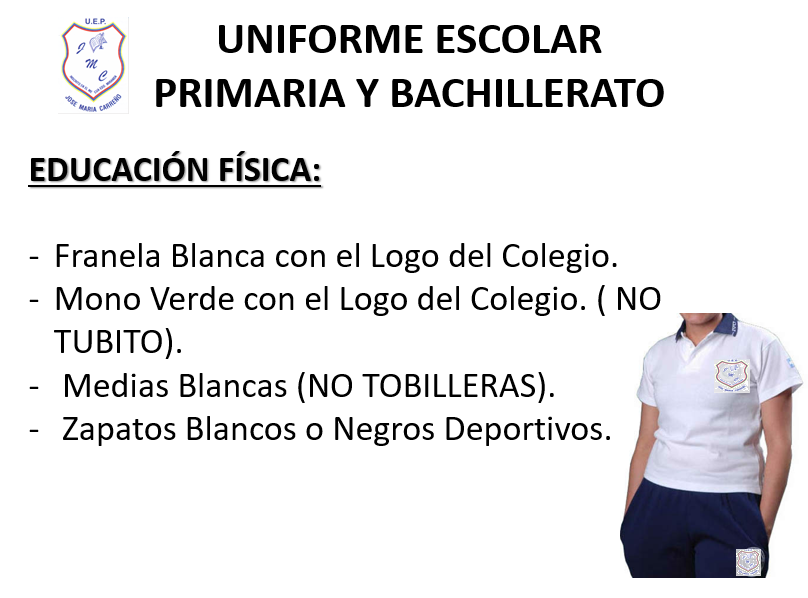 U.E.P.
J
M
C
JOSE MARIA CARREÑO
UNIFORME ESCOLAR
PRIMARIA Y BACHILLERATO
EDUCACIÓN FÍSICA:
- Franela Blanca con el Logo del Colegio.
- Mono Verde con el Logo del Colegio. ( NO
TUBITO).
- Medias Blancas (NO TOBILLERAS).
- Zapatos Blancos o Negros Deportivos.